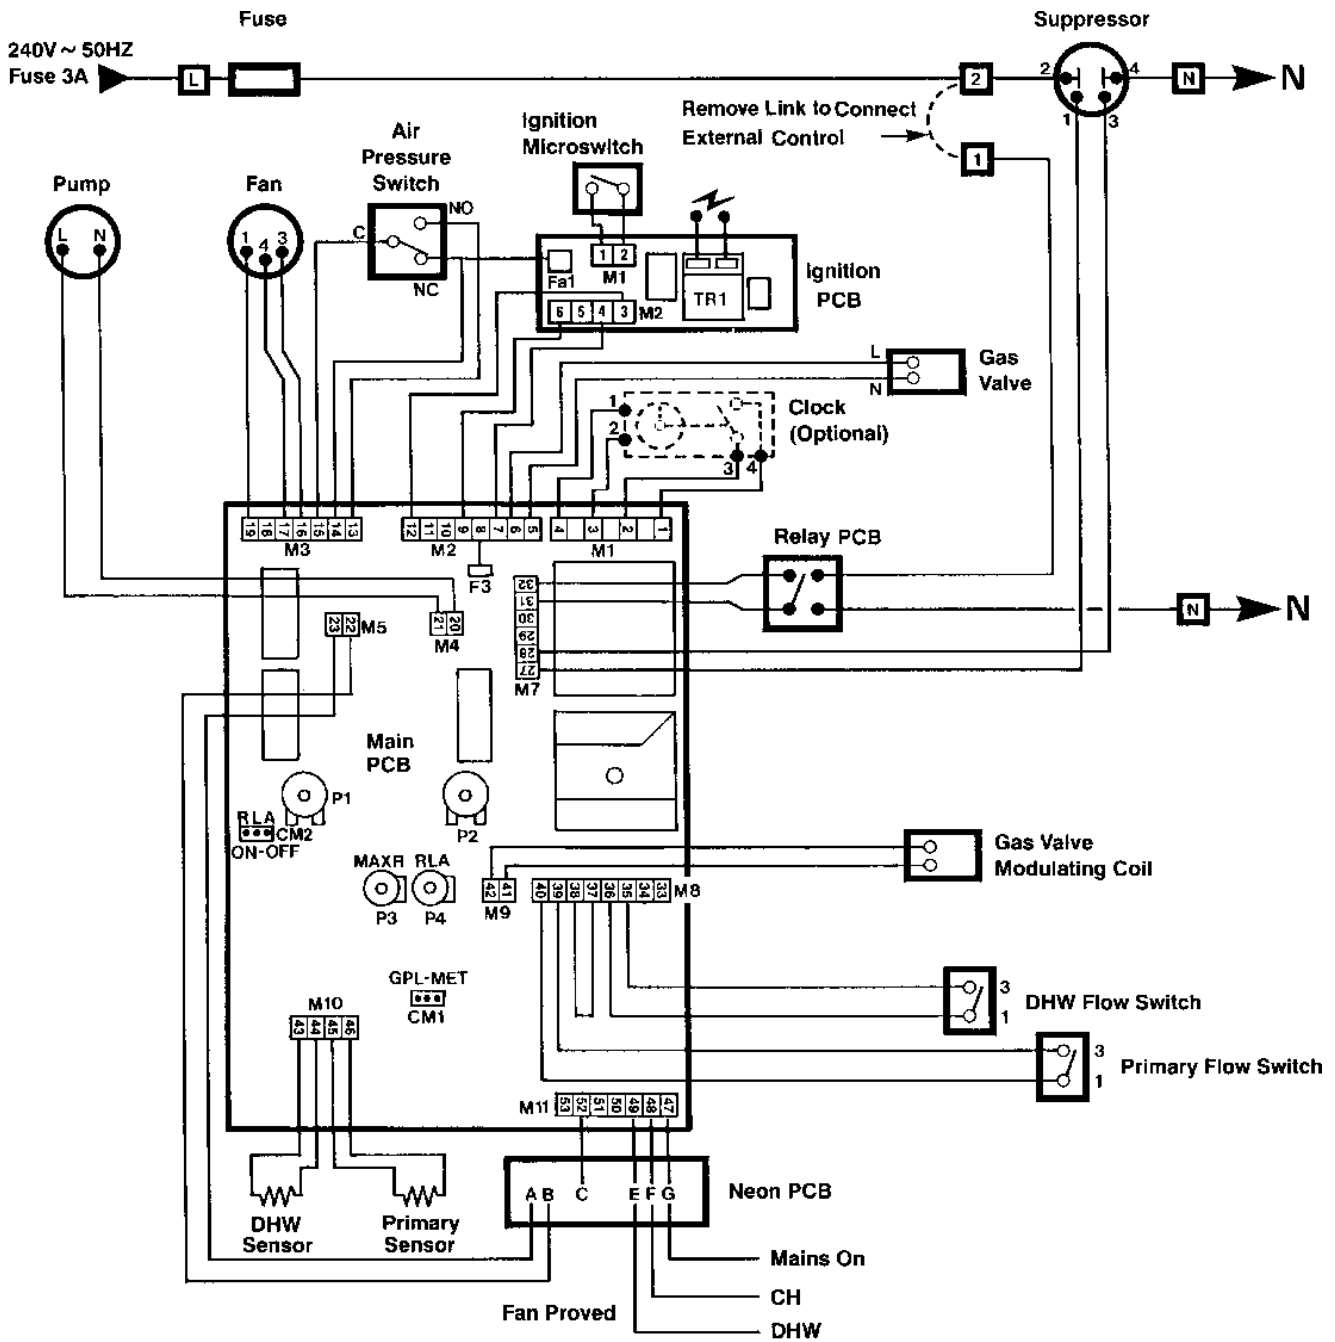 Fuse
Suppressor
240V ~ 50HZ
Fuse 3A
L
2
2
4
N
N
1
3
Remove Link to Connect
External Control
1
Ignition
Microswitch
Air
Pressure
Switch
Pump
Fan
L
N
1
4
3
C
NO
NC
1 2
M1
Fa1
TR1
6 5 4 3
M2
Ignition
PCB
L
N
Gas
Valve
1
2
3
4
Clock
(Optional)
19 18 17 16 15 14 13
M3
12 11 10 9 8 7 6 5
M2
4 3 2 1
M1
F3
Relay PCB
32
31
30
29
28
27
M7
N
N
23 22
M5
21 20
M4
Main
PCB
P1
P2
RLA
CM2
ON-OFF
MAXR RLA
P3
P4
42 41
M9
40 39 38 37 36 35 34 33
M8
Gas Valve
Modulating Coil
GPL-MET
CM1
M10
43 44 45 46
3
1
DHW Flow Switch
3
1
Primary Flow Switch
M11
53 52 51 50 49 48 47
A B C E F G
Neon PCB
DHW
Sensor
Primary
Sensor
Mains On
CH
Fan Proved
DHW